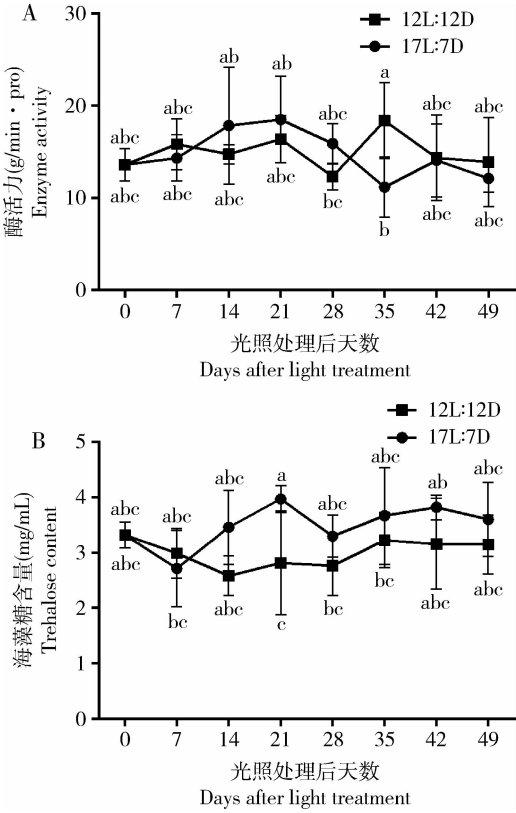 A
12L:12D
17L:7D
30
20
10
0
酶活力(g/min·pro)
Enzyme activity
abc
abc
ab
ab
abc
a
abc
abc
abc
abc
abc
abc
bc
b
abc
abc
0 7 14 21 28 35 42 49
光照处理后天数
Days after light treatment
B
12L:12D
17L:7D
5
4
3
2
1
0
海藻糖含量(mg/mL)
Trehalose content
abc
abc
abc
a
abc
abc
ab
abc
abc
bc
abc
c
bc
bc
abc
abc
0 7 14 21 28 35 42 49
光照处理后天数
Days after light treatment